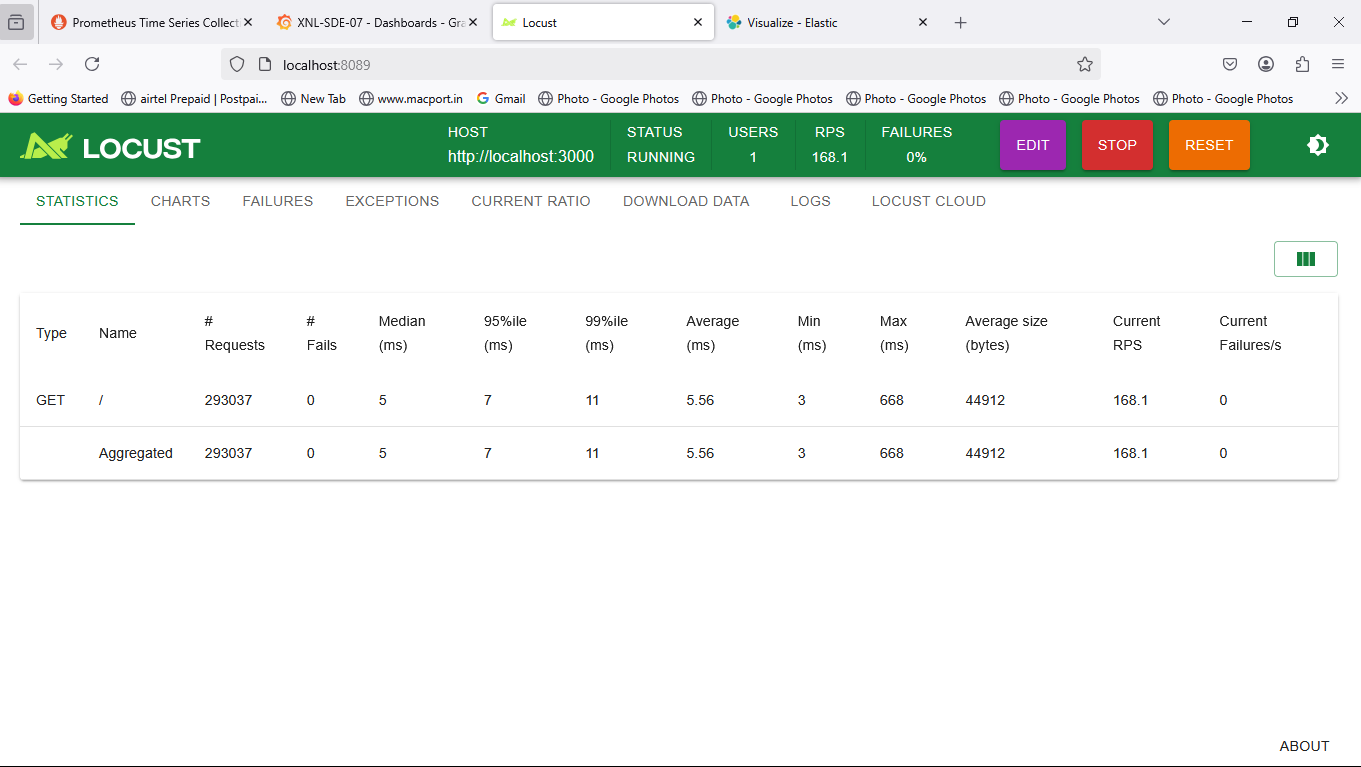 Prometheus Time Series Collect
XNL-SDE-07 - Dashboards - Gra
Locust
Visualize - Elastic
localhost:8089
Getting Started
airtel Prepaid | Postpai...
New Tab
www.macport.in
Gmail
Photo - Google Photos
Photo - Google Photos
Photo - Google Photos
Photo - Google Photos
Photo - Google Photos
LOCUST
HOST
http://localhost:3000
STATUS
RUNNING
USERS
1
RPS
168.1
FAILURES
0%
EDIT
STOP
RESET
STATISTICS CHARTS FAILURES EXCEPTIONS CURRENT RATIO DOWNLOAD DATA LOGS LOCUST CLOUD
Type
Name
#
Requests
#
Fails
Median
(ms)
95%ile
(ms)
99%ile
(ms)
Average
(ms)
Min
(ms)
Max
(ms)
Average size
(bytes)
Current
RPS
Current
Failures/s
GET / 293037 0 5 7 11 5.56 3 668 44912 168.1 0
Aggregated 293037 0 5 7 11 5.56 3 668 44912 168.1 0
ABOUT